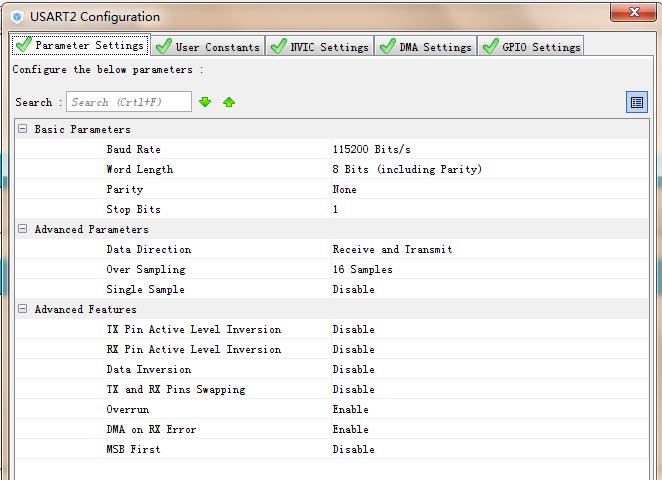 USART2 Configuration
Parameter Settings User Constants NVIC Settings DMA Settings GPIO Settings
Configure the below parameters :
Search : Search (Crtl+F)
Basic Parameters
Baud Rate 115200 Bits/s
Word Length 8 Bits (including Parity)
Parity None
Stop Bits 1
Advanced Parameters
Data Direction Receive and Transmit
Over Sampling 16 Samples
Single Sample Disable
Advanced Features
TX Pin Active Level Inversion Disable
RX Pin Active Level Inversion Disable
Data Inversion Disable
TX and RX Pins Swapping Disable
Overrun Enable
DMA on RX Error Enable
MSB First Disable